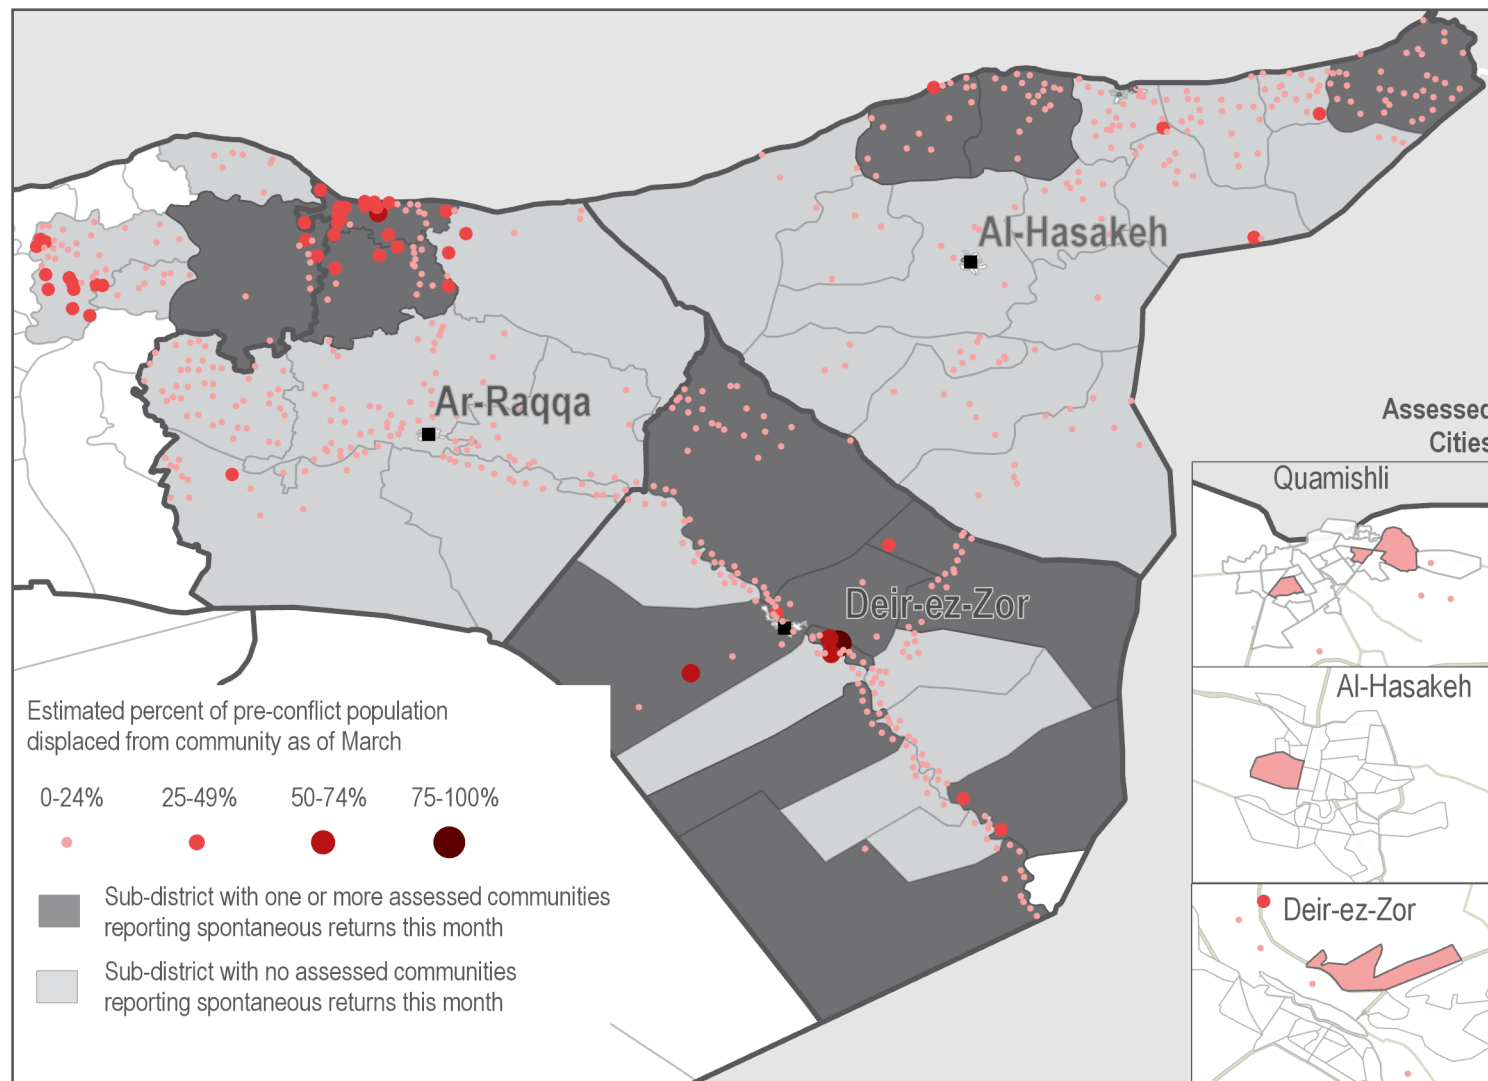 Al-Hasakeh
Ar-Raqqa
Deir-ez-Zor
Assessed
Cities
Quamishli
Al-Hasakeh
Deir-ez-Zor
Estimated percent of pre-conflict population
displaced from community as of March
0-24% 25-49% 50-74% 75-100%
Sub-district with one or more assessed communities
reporting spontaneous returns this month
Sub-district with no assessed communities
reporting spontaneous returns this month